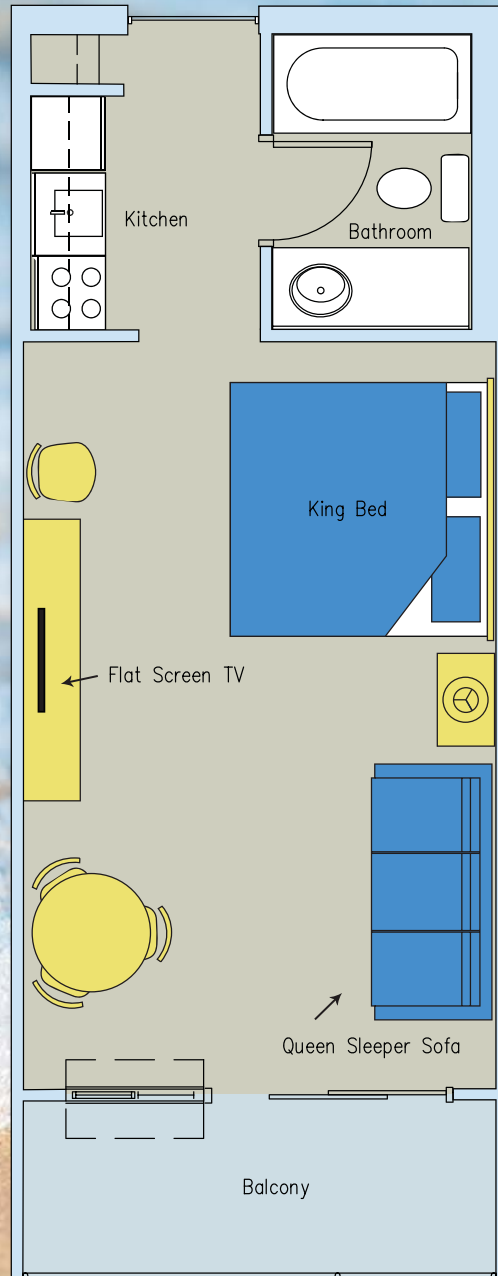 Kitchen
Bathroom
King Bed
Flat Screen TV
Queen Sleeper Sofa
Balcony